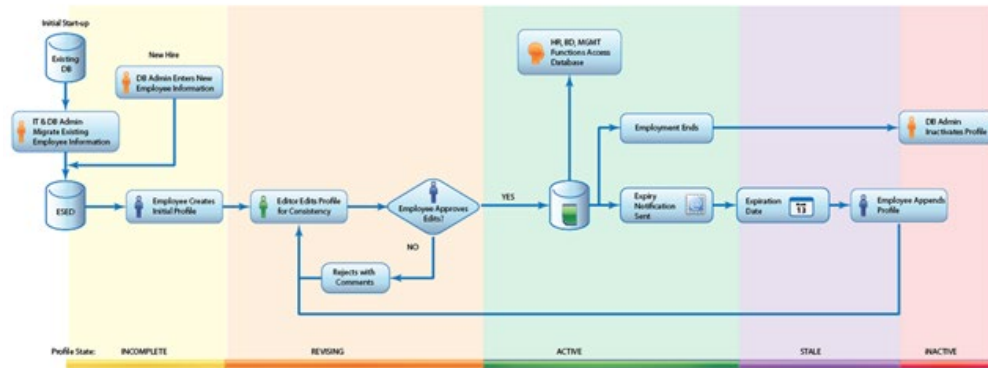 Initial Start-up
Existing
DB
New Hire
DB Admin Enters New
Employee Information
IT & DB Admin
Migrate Existing
Employee Information
ESED
Employee Creates
Initial Profile
Editor Edits Profile
for Consistency
Employee Approves
Edits?
YES
NO
Rejects with
Comments
HR, BD, MGMT
Functions Access
Database
Employment Ends
DB Admin
Inactivates Profile
Expiry
Notification
Sent
Expiration
Date
13
Employee Appends
Profile
Profile State:
INCOMPLETE
REVISING
ACTIVE
STALE
INACTIVE